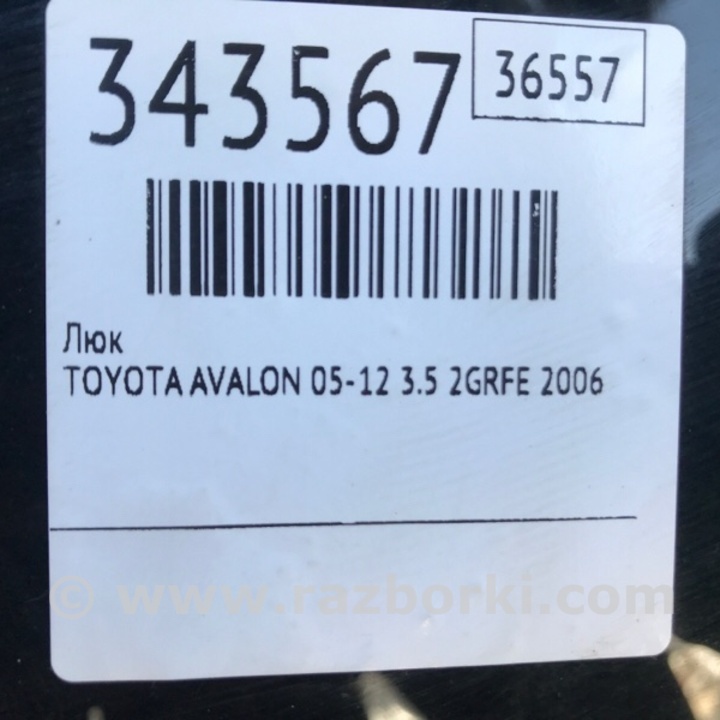 343567
36557
Люк
TOYOTA AVALON 05-12 3.5 2GRFE 2006
© www.razborki.com